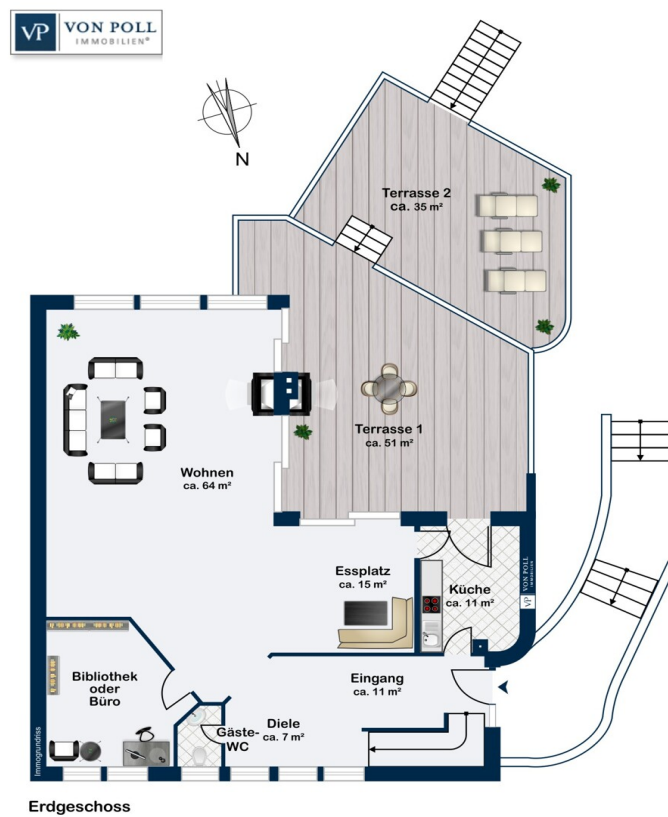 VP VON POLL
IMMOBILIEN®
N
Terrasse 2
ca. 35 m²
Terrasse 1
ca. 51 m²
Wohnen
ca. 64 m²
Essplatz
ca. 15 m²
Küche
ca. 11 m²
VP VON POLL
IMMOBILIEN
Bibliothek
oder
Büro
Eingang
ca. 11 m²
Gäste-
WC
Diele
ca. 7 m²
Immogrundriss
Erdgeschoss